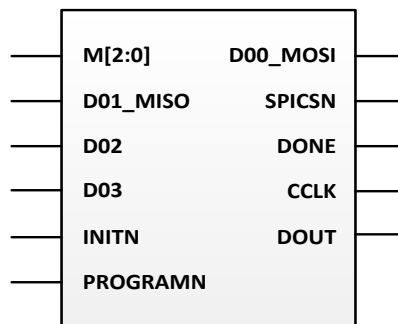 M[2:0] D00_MOSI
D01_MISO SPICSN
D02 DONE
D03 CCLK
INITN DOUT
PROGRAMN